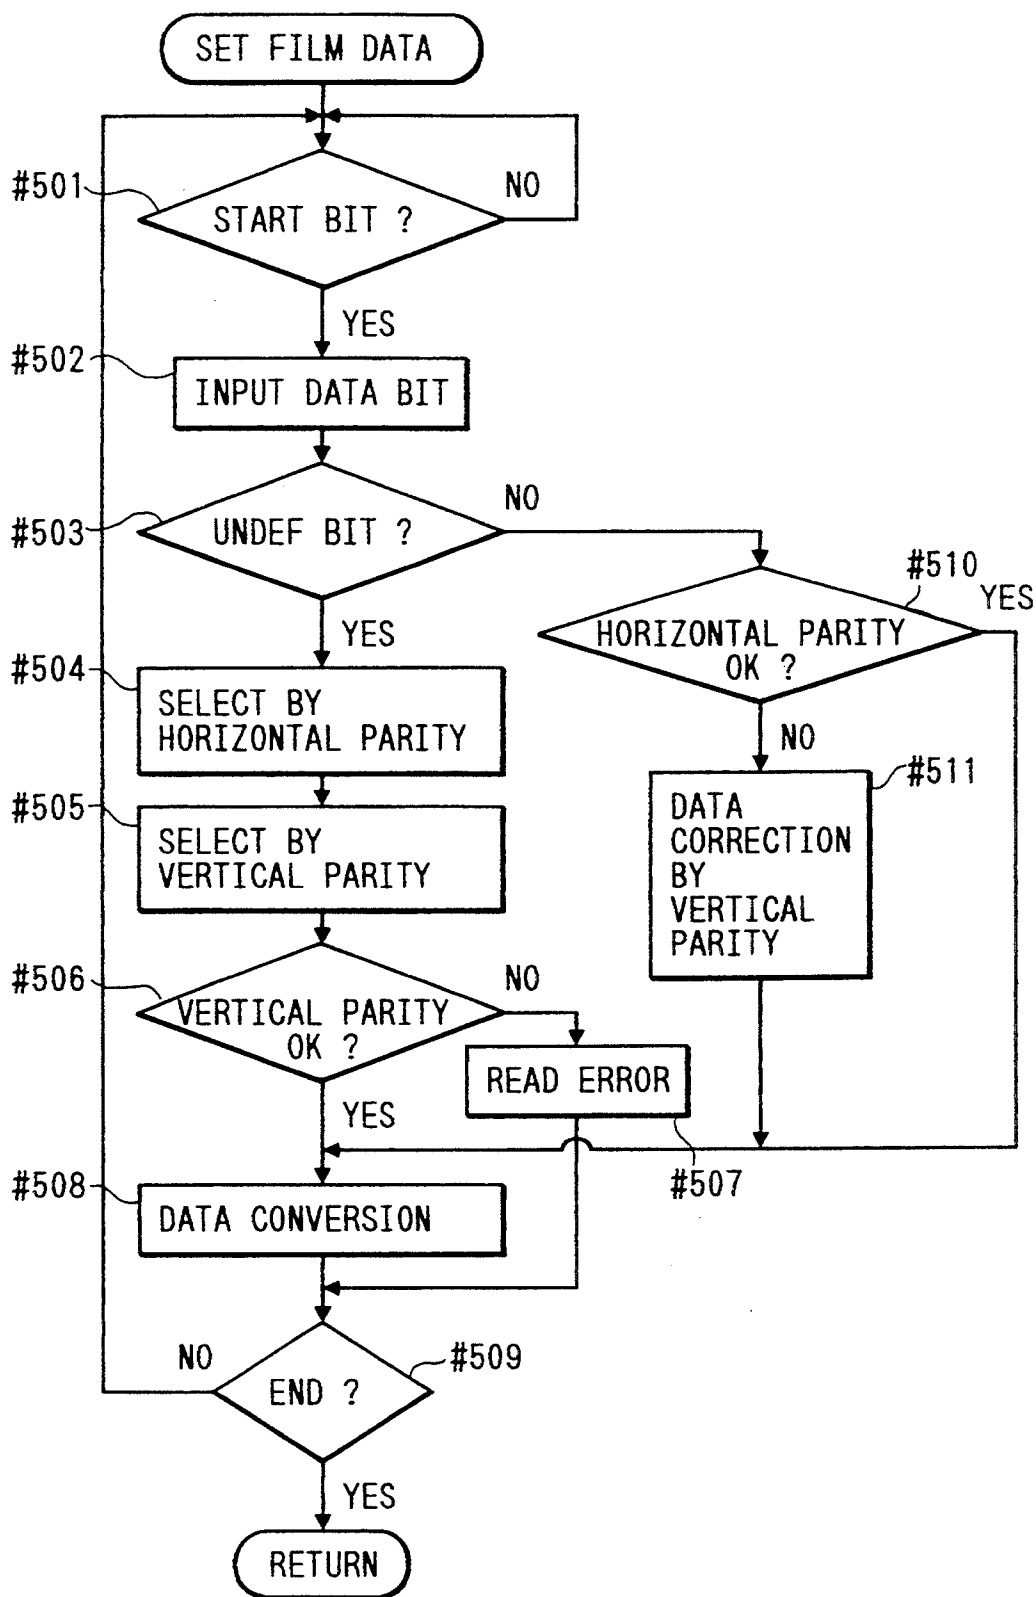 SET FILM DATA
#501
START BIT ?
NO
YES
#502
INPUT DATA BIT
#503
UNDEF BIT ?
NO
YES
#510
HORIZONTAL PARITY
OK ?
YES
NO
#504
SELECT BY
HORIZONTAL PARITY
#511
DATA
CORRECTION
BY
VERTICAL
PARITY
#505
SELECT BY
VERTICAL PARITY
#506
VERTICAL PARITY
OK ?
NO
YES
READ ERROR
#507
#508
DATA CONVERSION
#509
END ?
NO
YES
RETURN